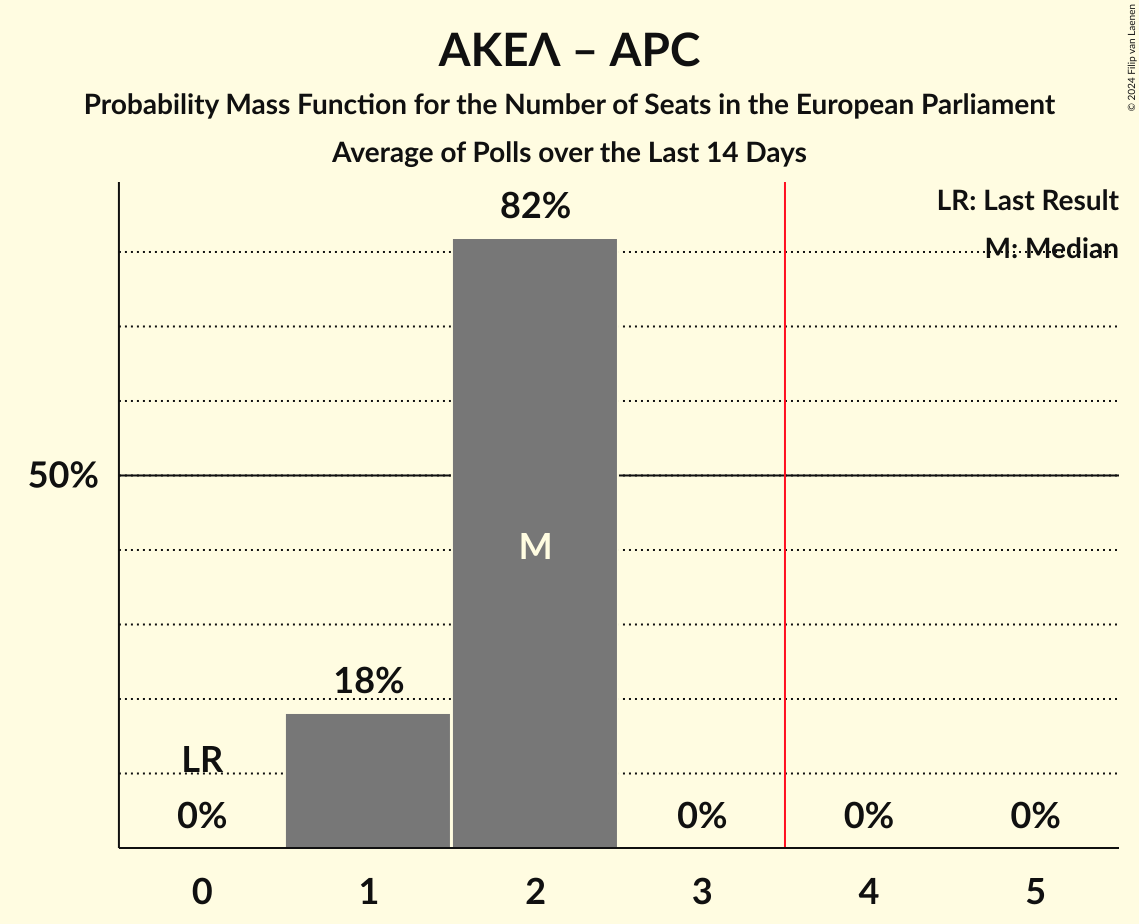 ΑΚΕΛ – APC
Probability Mass Function for the Number of Seats in the European Parliament
Average of Polls over the Last 14 Days
© 2024 Filip van Laenen
LR: Last Result
M: Median
82%
50%
M
18%
LR
0%
0%
0%
0%
0
1
2
3
4
5